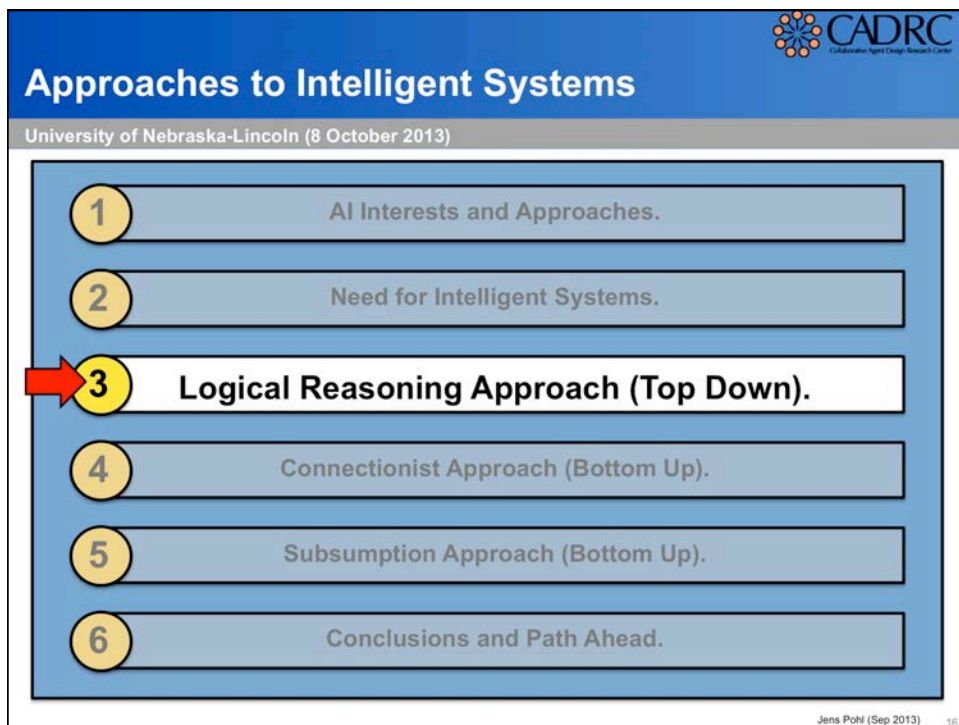 CADRC
Collaborative Agent Design Research Center
Approaches to Intelligent Systems
University of Nebraska-Lincoln (8 October 2013)
1 AI Interests and Approaches.
2 Need for Intelligent Systems.
3 Logical Reasoning Approach (Top Down).
4 Connectionist Approach (Bottom Up).
5 Subsumption Approach (Bottom Up).
6 Conclusions and Path Ahead.
Jens Pohl (Sep 2013) 16